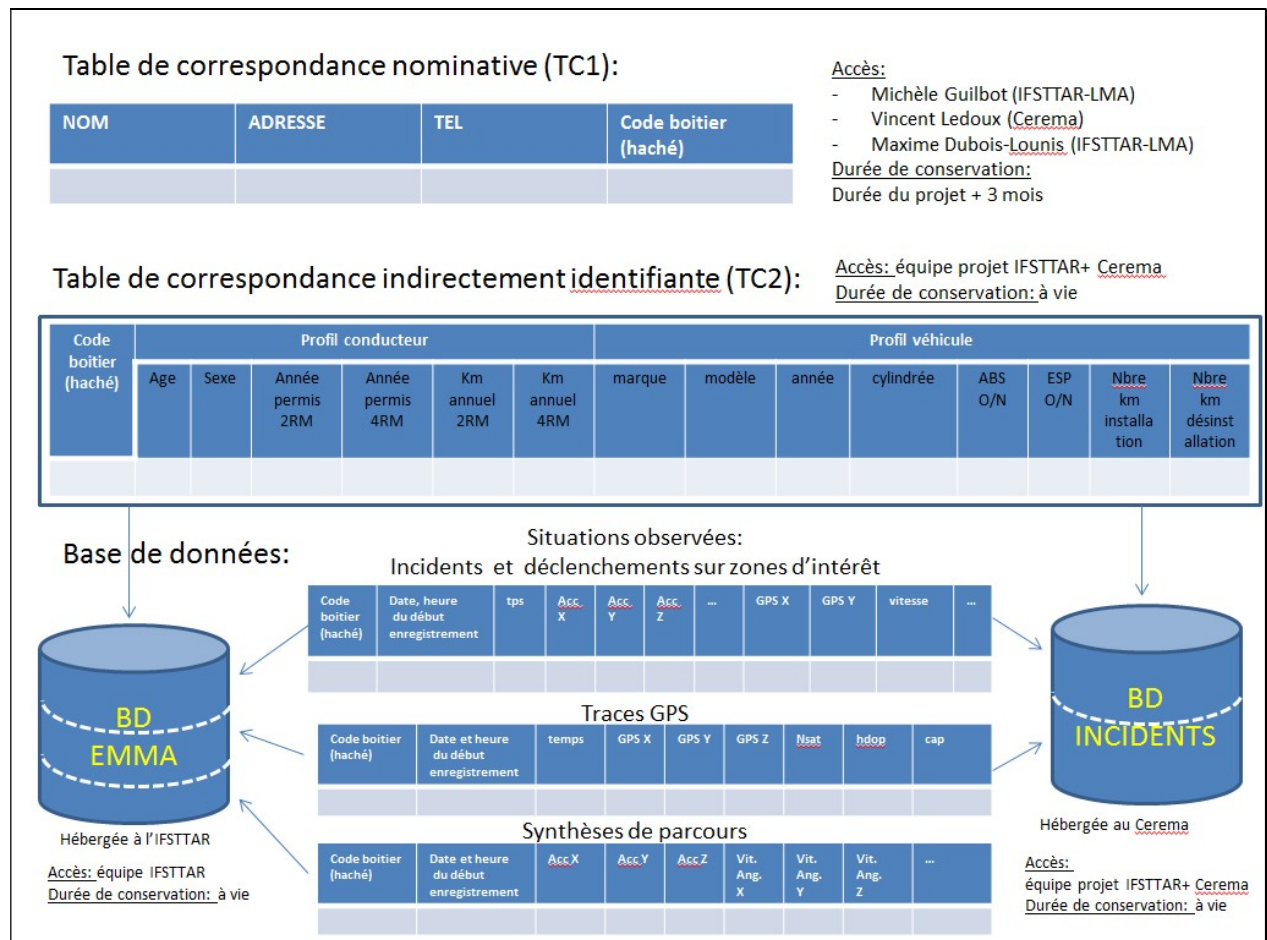 Table de correspondance nominative (TC1):
Accès:
- Michèle Guilbot (IFSTTAR-LMA)
- Vincent Ledoux (Cerema)
- Maxime Dubois-Lounis (IFSTTAR-LMA)
Durée de conservation:
Durée du projet + 3 mois
NOM ADRESSE TEL Code boitier
(haché)
Table de correspondance indirectement identifiante (TC2):
Accès: équipe projet IFSTTAR+ Cerema
Durée de conservation: à vie
Code
boitier
(haché)
Profil conducteur
Profil véhicule
Age
Sexe
Année
permis
2RM
Année
permis
4RM
Km
annuel
2RM
Km
annuel
4RM
marque
modèle
année
cylindrée
ABS
O/N
ESP
O/N
Nbre
km
installa
tion
Nbre
km
désinst
allation
Base de données:
Situations observées:
Incidents et déclenchements sur zones d'intérêt
Code
boitier
(haché)
Date, heure
du début
enregistrement
tps
Acc
X
Acc
Y
Acc
Z
...
GPS X
GPS Y
vitesse
...
Traces GPS
Code boitier
(haché)
Date et heure
du début
enregistrement
temps
GPS X
GPS Y
GPS Z
Nsat
hdop
cap
Synthèses de parcours
Code boitier
(haché)
Date et heure
du début
enregistrement
Acc X
Acc Y
Acc Z
Vit.
Ang.
X
Vit.
Ang.
Y
Vit.
Ang.
Z
...
BD
EMMA
Hébergée à l'IFSTTAR
Accès: équipe IFSTTAR
Durée de conservation: à vie
BD
INCIDENTS
Hébergée au Cerema
Accès:
équipe projet IFSTTAR+ Cerema
Durée de conservation: à vie